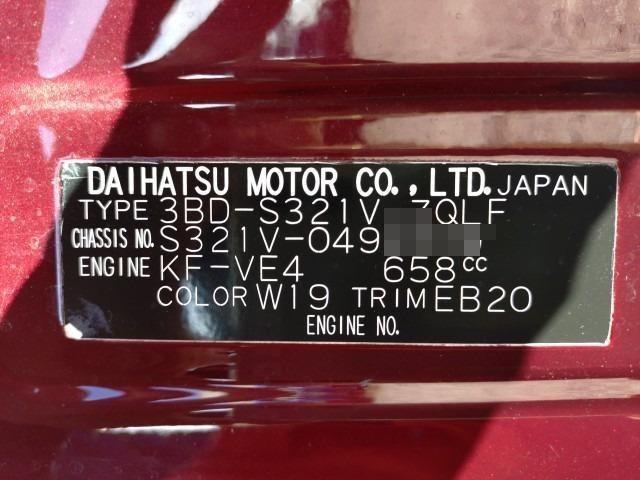 DAIHATSU MOTOR CO., LTD. JAPAN
TYPE 3BD-S321V ZQLF
CHASSIS NO. S321V-049
ENGINE KF-VE4 658cc
COLOR W19 TRIM EB20
ENGINE NO.